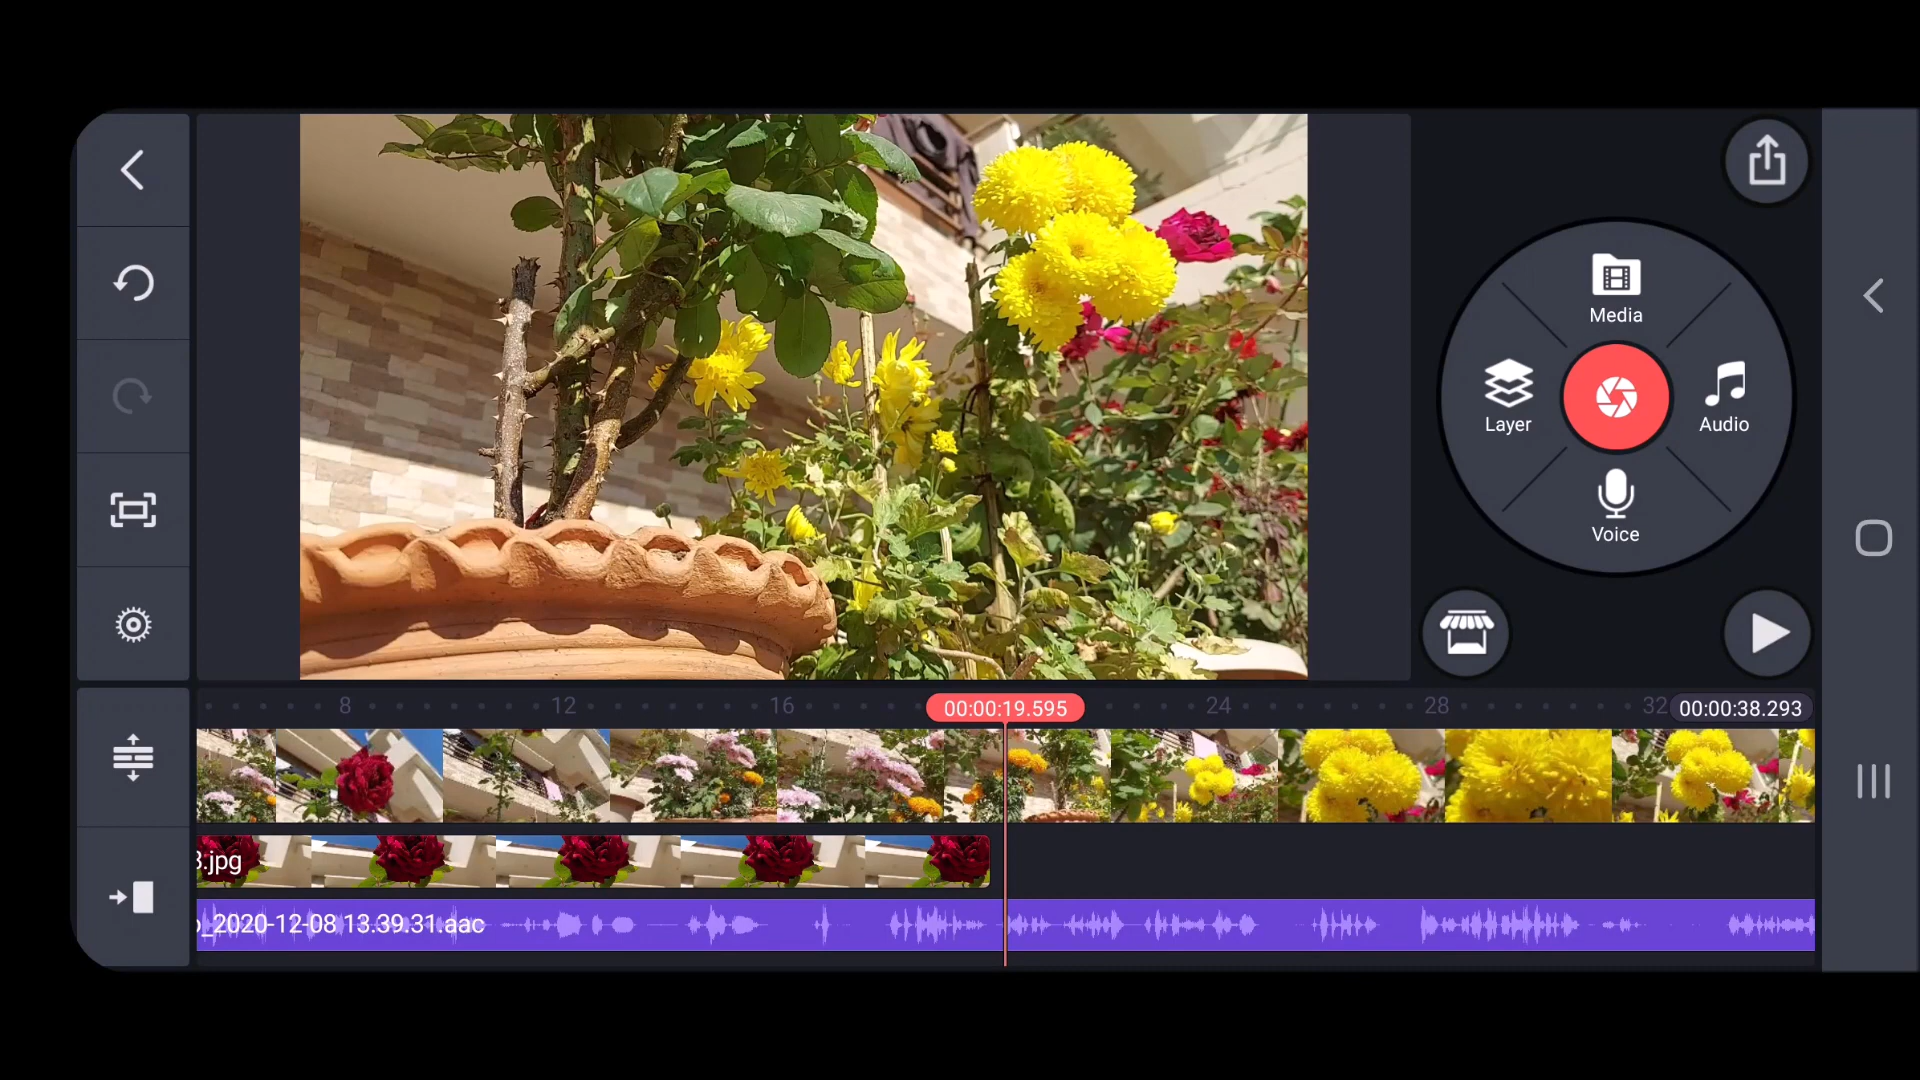 Media
Layer
Audio
Voice
8
12
16
00:00:19.595
24
28
32
00:00:38.293
3.jpg
_2020-12-08 13.39.31.aac